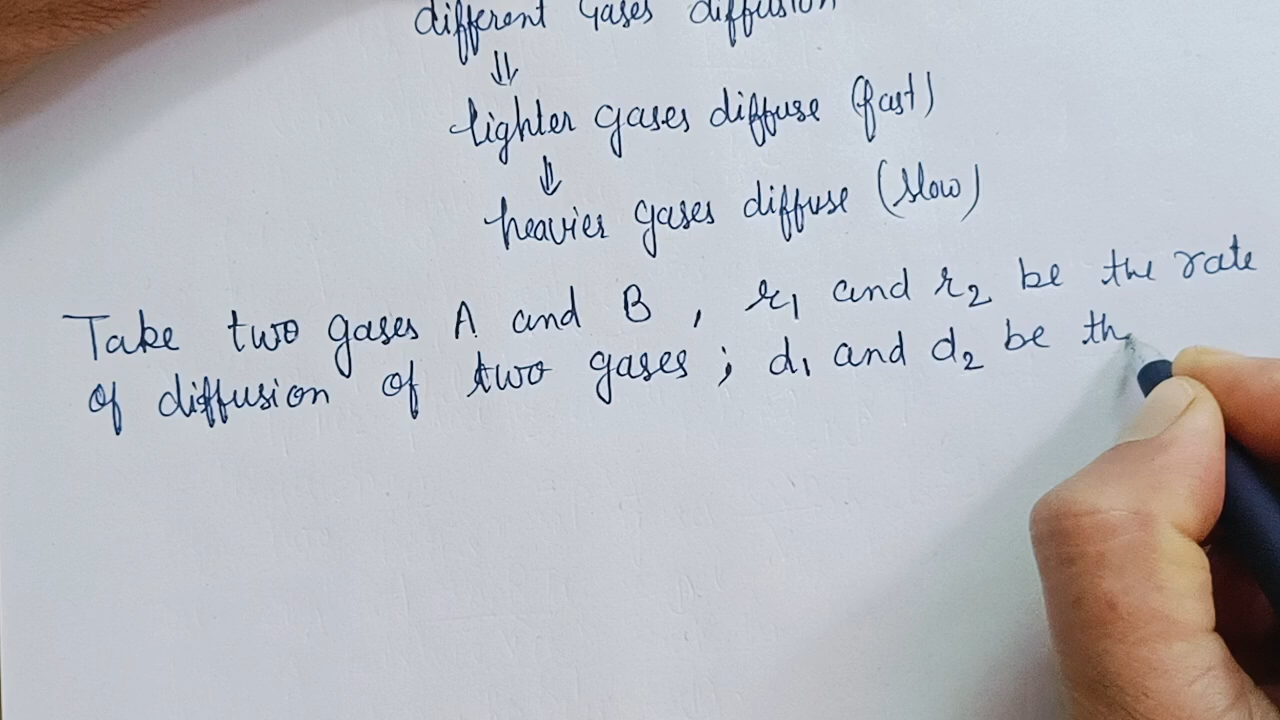 different Gases diffusion
⇓
lighter gases diffuse (fast)
⇓
heavier gases diffuse (slow)
Take two gases A and B , r1 and r2 be the rate
of diffusion of two gases ; d1 and d2 be th